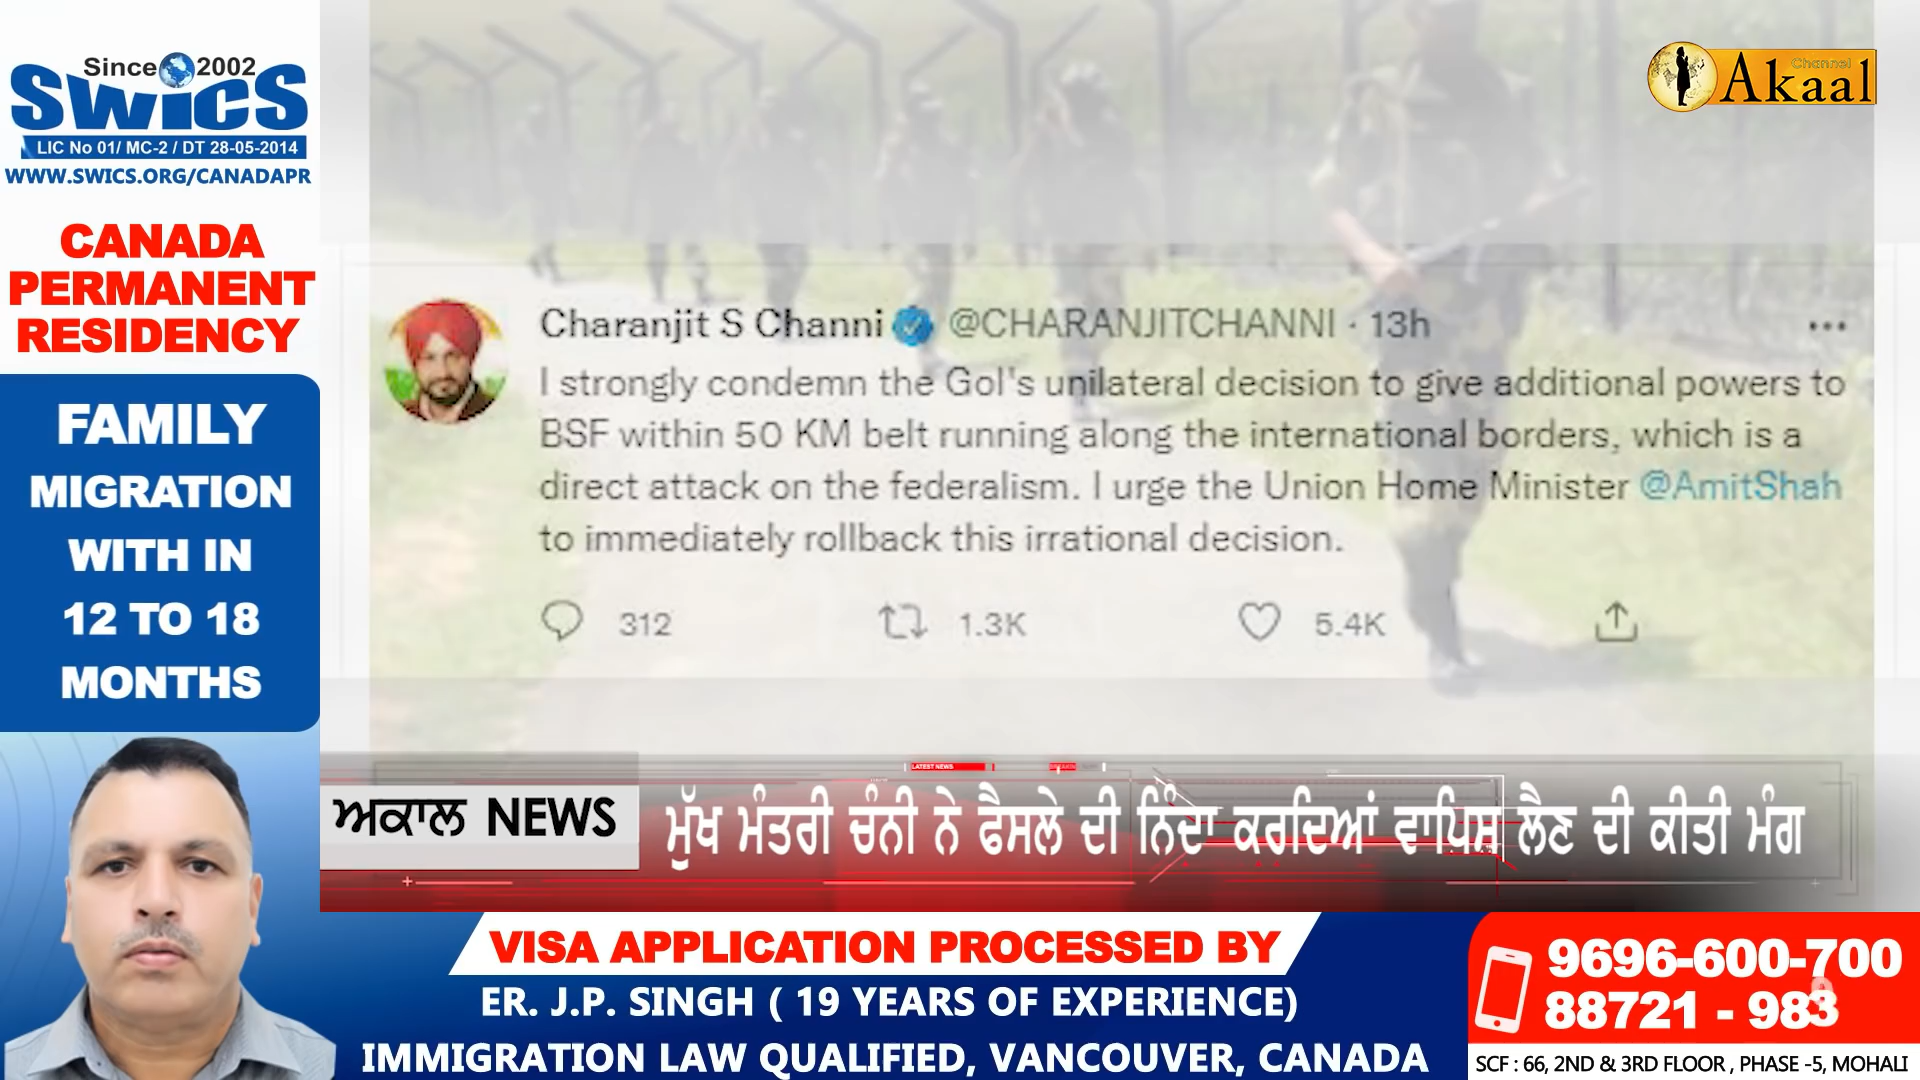 Since 2002
SWiCS
LIC No 01/ MC-2 / DT 28-05-2014
WWW.SWICS.ORG/CANADAPR
CANADA
PERMANENT
RESIDENCY
FAMILY
MIGRATION
WITH IN
12 TO 18
MONTHS
Channel
Akaal
Charanjit S Channi @CHARANJITCHANNI · 13h
I strongly condemn the GoI's unilateral decision to give additional powers to
BSF within 50 KM belt running along the international borders, which is a
direct attack on the federalism. I urge the Union Home Minister @AmitShah
to immediately rollback this irrational decision.
312 1.3K 5.4K
LATEST NEWS
ਅਕਾਲ NEWS
ਮੁੱਖ ਮੰਤਰੀ ਚੰਨੀ ਨੇ ਫੈਸਲੇ ਦੀ ਨਿੰਦਾ ਕਰਦਿਆਂ ਵਾਪਿਸ ਲੈਣ ਦੀ ਕੀਤੀ ਮੰਗ
VISA APPLICATION PROCESSED BY
ER. J.P. SINGH ( 19 YEARS OF EXPERIENCE)
IMMIGRATION LAW QUALIFIED, VANCOUVER, CANADA
9696-600-700
88721 - 983
SCF : 66, 2ND & 3RD FLOOR , PHASE -5, MOHALI